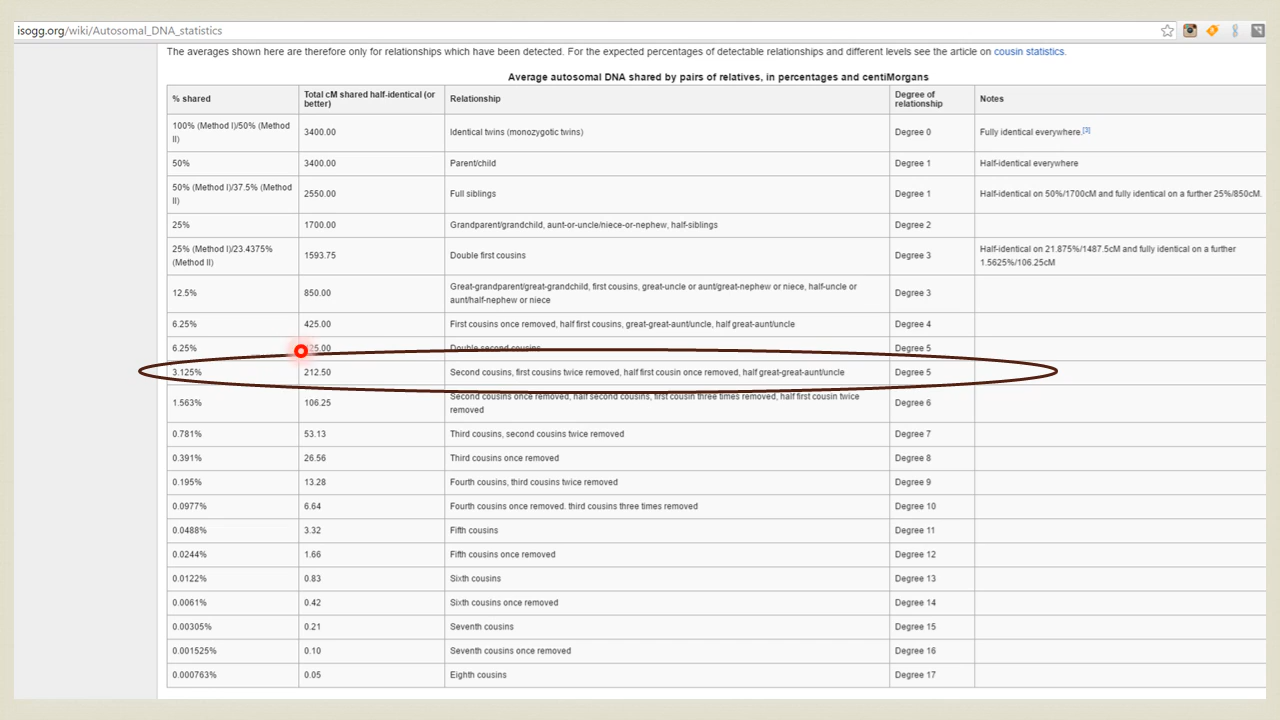 isogg.org/wiki/Autosomal_DNA_statistics
The averages shown here are therefore only for relationships which have been detected. For the expected percentages of detectable relationships and different levels see the article on cousin statistics.
Average autosomal DNA shared by pairs of relatives, in percentages and centiMorgans
% shared
Total cM shared half-identical (or
better)
Relationship
Degree of
relationship
Notes
100% (Method I)/50% (Method
II)
3400.00
Identical twins (monozygotic twins)
Degree 0
Fully identical everywhere.[3]
50%
3400.00
Parent/child
Degree 1
Half-identical everywhere
50% (Method I)/37.5% (Method
II)
2550.00
Full siblings
Degree 1
Half-identical on 50%/1700cM and fully identical on a further 25%/850cM.
25%
1700.00
Grandparent/grandchild, aunt-or-uncle/niece-or-nephew, half-siblings
Degree 2
25% (Method I)/23.4375%
(Method II)
1593.75
Double first cousins
Degree 3
Half-identical on 21.875%/1487.5cM and fully identical on a further
1.5625%/106.25cM
12.5%
850.00
Great-grandparent/great-grandchild, first cousins, great-uncle or aunt/great-nephew or niece, half-uncle or
aunt/half-nephew or niece
Degree 3
6.25%
425.00
First cousins once removed, half first cousins, great-great-aunt/uncle, half great-aunt/uncle
Degree 4
6.25%
Double second cousins
Degree 5
3.125%
212.50
Second cousins, first cousins twice removed, half first cousin once removed, half great-great-aunt/uncle
Degree 5
1.563%
106.25
Second cousins once removed, half second cousins, first cousin three times removed, half first cousin twice
removed
Degree 6
0.781%
53.13
Third cousins, second cousins twice removed
Degree 7
0.391%
26.56
Third cousins once removed
Degree 8
0.195%
13.28
Fourth cousins, third cousins twice removed
Degree 9
0.0977%
6.64
Fourth cousins once removed. third cousins three times removed
Degree 10
0.0488%
3.32
Fifth cousins
Degree 11
0.0244%
1.66
Fifth cousins once removed
Degree 12
0.0122%
0.83
Sixth cousins
Degree 13
0.0061%
0.42
Sixth cousins once removed
Degree 14
0.00305%
0.21
Seventh cousins
Degree 15
0.001525%
0.10
Seventh cousins once removed
Degree 16
0.000763%
0.05
Eighth cousins
Degree 17